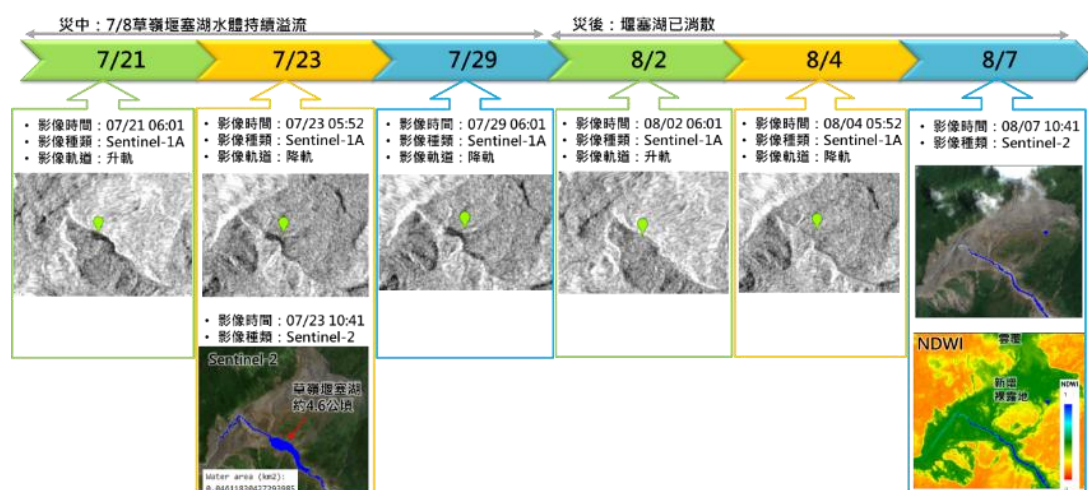 災中：7/8草嶺堰塞湖水體持續溢流
災後：堰塞湖已消散
7/21
7/23
7/29
8/2
8/4
8/7
• 影像時間：07/21 06:01
• 影像種類：Sentinel-1A
• 影像軌道：升軌
• 影像時間：07/23 05:52
• 影像種類：Sentinel-1A
• 影像軌道：降軌
• 影像時間：07/23 10:41
• 影像種類：Sentinel-2
Sentinel-2
草嶺堰塞湖
約4.6公頃
Water area (km2):
• 影像時間：07/29 06:01
• 影像種類：Sentinel-1A
• 影像軌道：降軌
• 影像時間：08/02 06:01
• 影像種類：Sentinel-1A
• 影像軌道：升軌
• 影像時間：08/04 05:52
• 影像種類：Sentinel-1A
• 影像軌道：降軌
• 影像時間：08/07 10:41
• 影像種類：Sentinel-2
NDWI
雲覆
新增
裸露地
NDWI